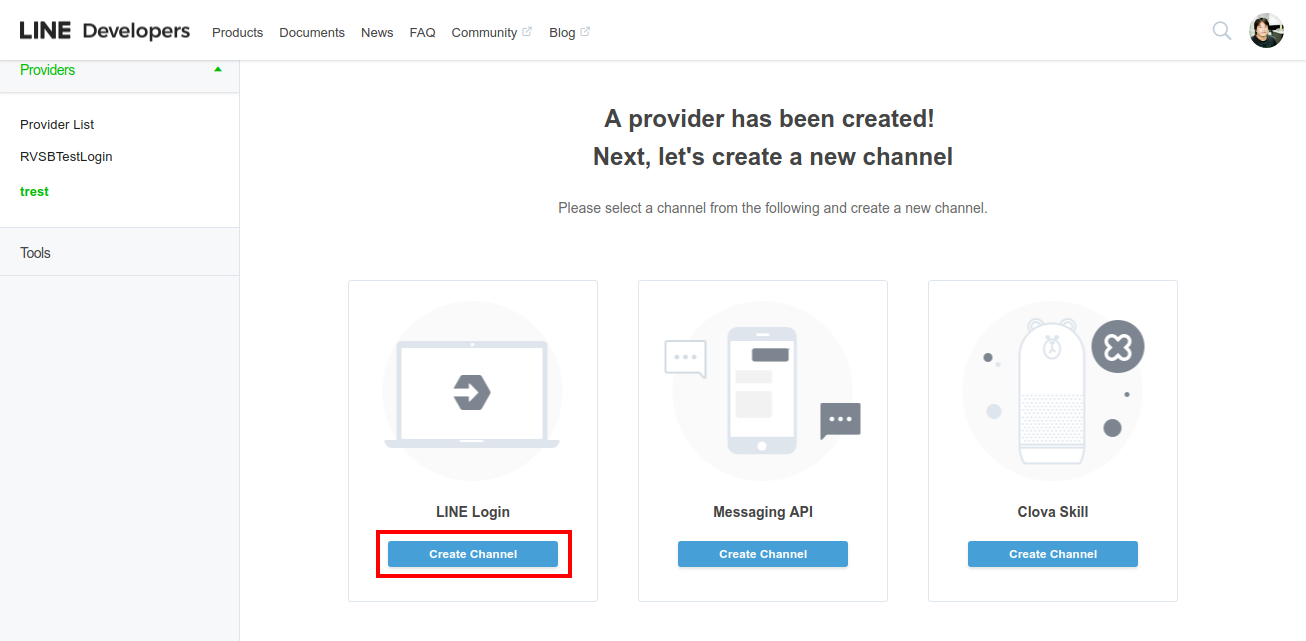 LINE Developers Products Documents News FAQ Community Blog
Providers
Provider List
RVSBTestLogin
trest
Tools
A provider has been created!
Next, let's create a new channel
Please select a channel from the following and create a new channel.
LINE Login
Create Channel
Messaging API
Create Channel
Clova Skill
Create Channel